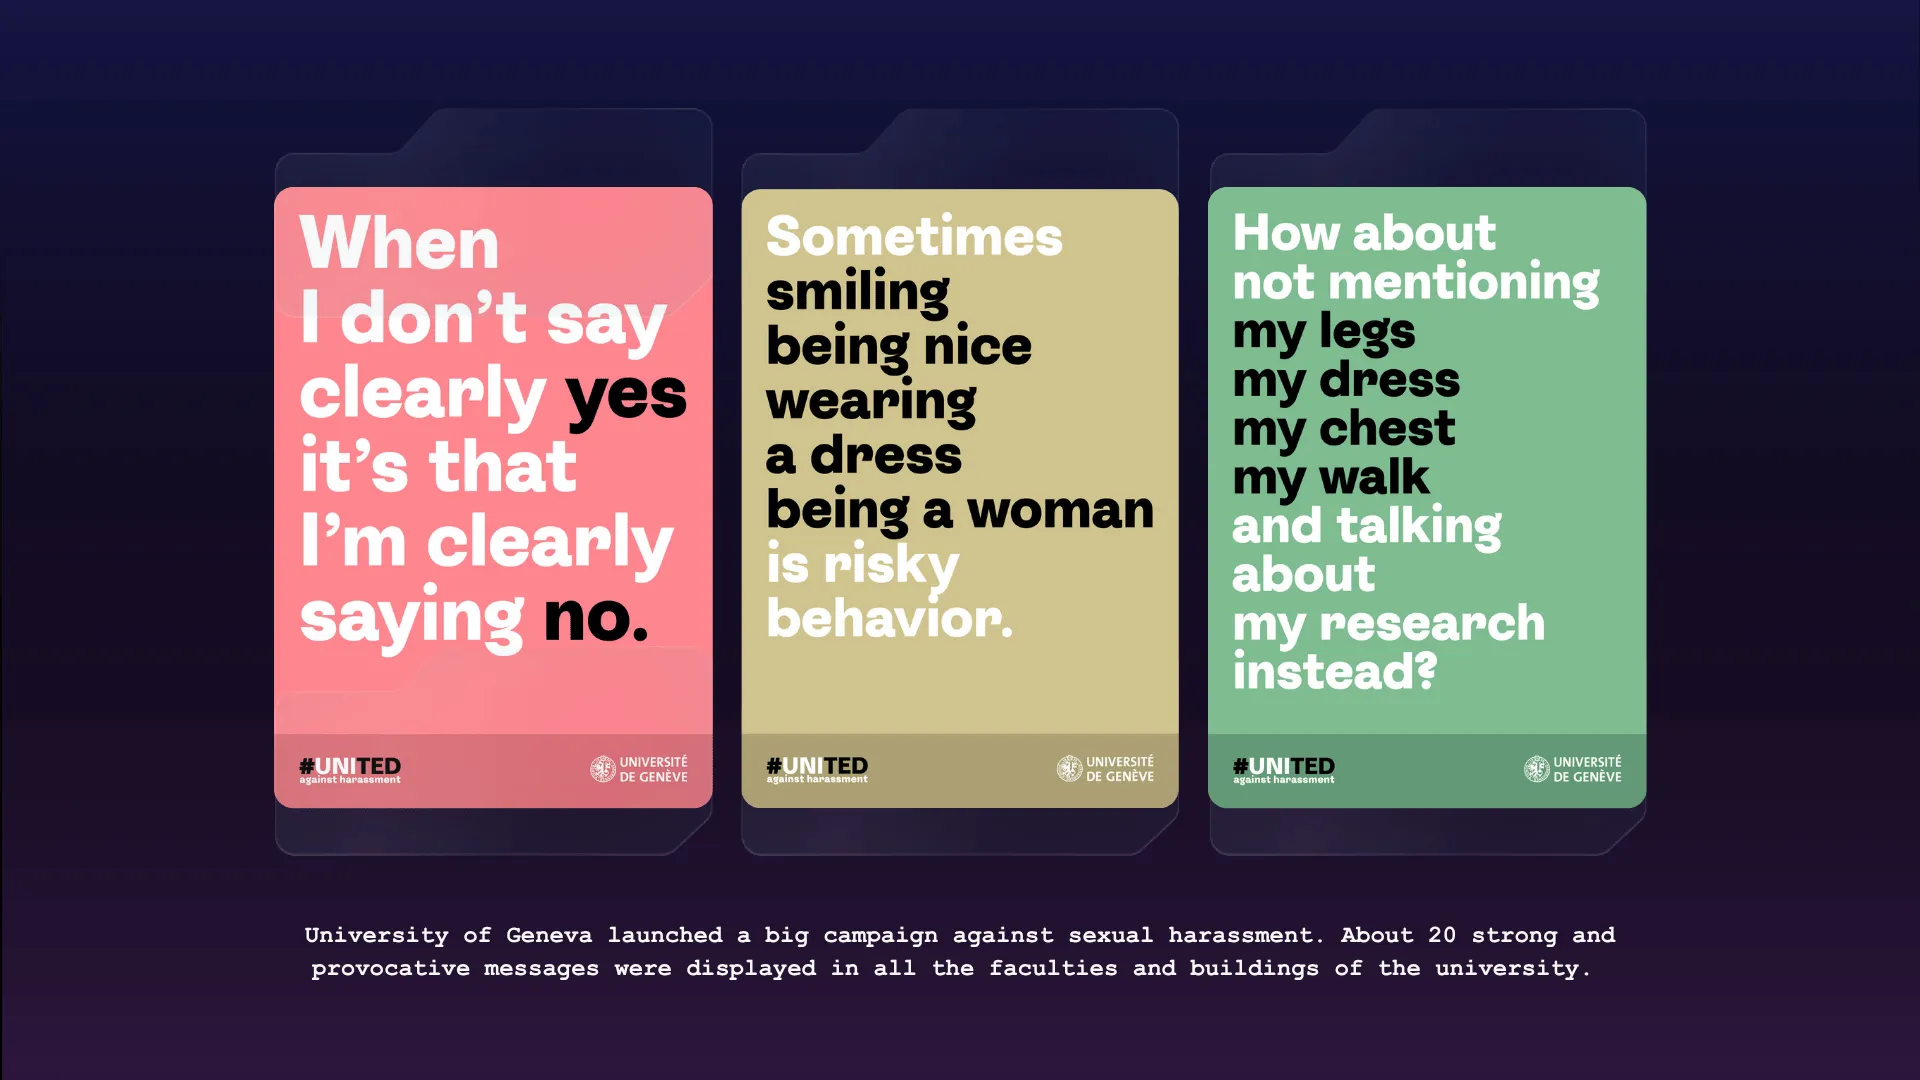 When
I don’t say
clearly yes
it’s that
I’m clearly
saying no.
#UNITED
against harassment
UNIVERSITÉ
DE GENÈVE
Sometimes
smiling
being nice
wearing
a dress
being a woman
is risky
behavior.
#UNITED
against harassment
UNIVERSITÉ
DE GENÈVE
How about
not mentioning
my legs
my dress
my chest
my walk
and talking
about
my research
instead?
#UNITED
against harassment
UNIVERSITÉ
DE GENÈVE
University of Geneva launched a big campaign against sexual harassment. About 20 strong and
provocative messages were displayed in all the faculties and buildings of the university.